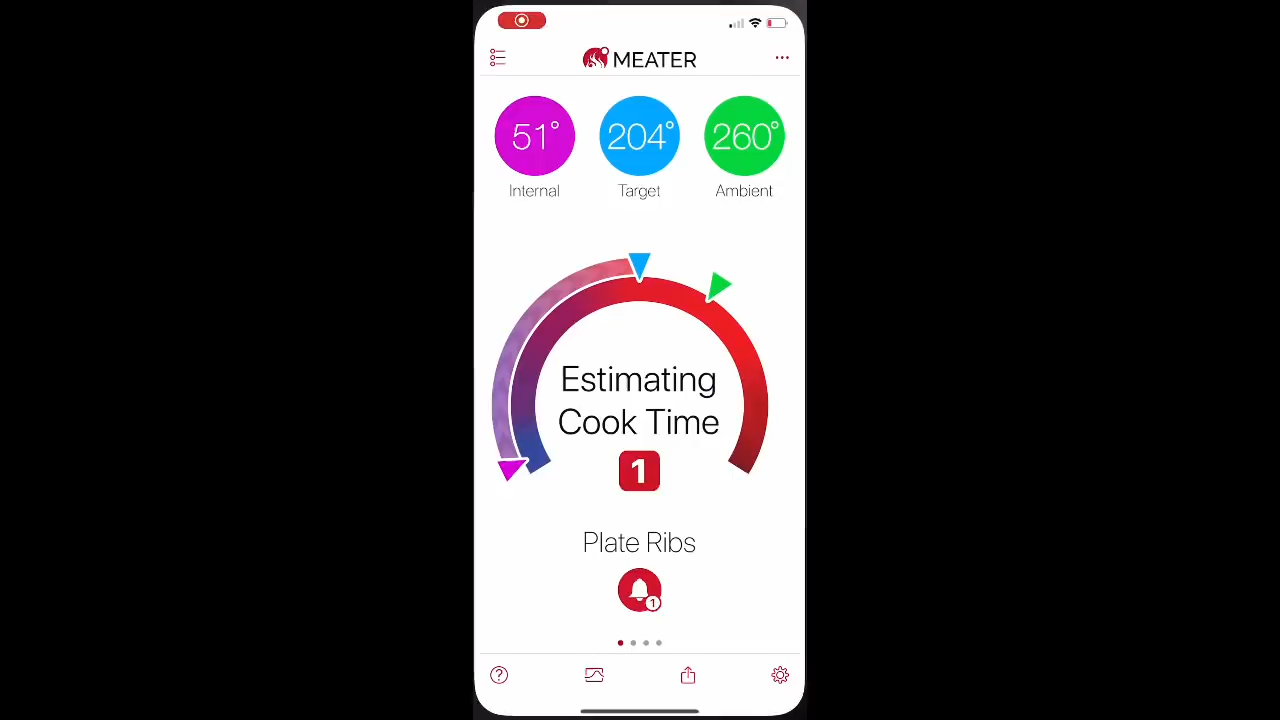 MEATER
51° 204° 260°
Internal Target Ambient
Estimating
Cook Time
1
Plate Ribs
1
?